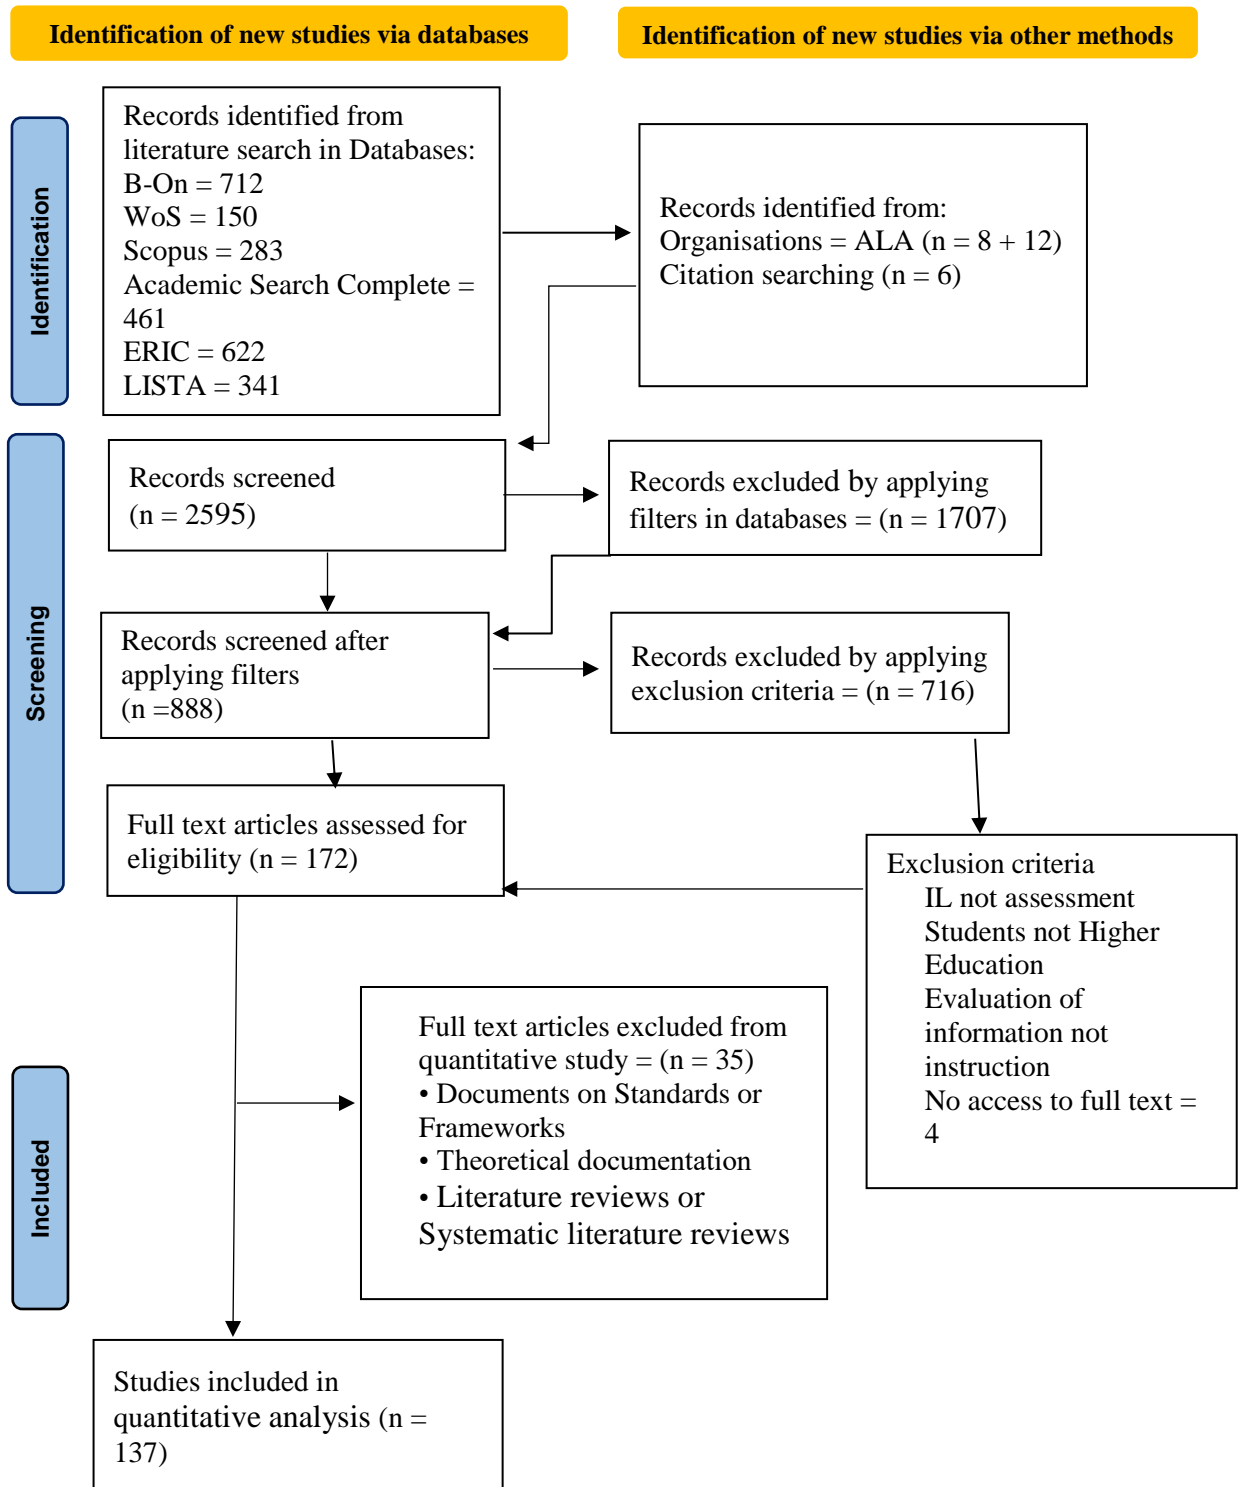 Identification of new studies via databases
Identification of new studies via other methods
Identification
Records identified from
literature search in Databases:
B-On = 712
WoS = 150
Scopus = 283
Academic Search Complete =
461
ERIC = 622
LISTA = 341
Records identified from:
Organisations = ALA (n = 8 + 12)
Citation searching (n = 6)
Screening
Records screened
(n = 2595)
Records excluded by applying
filters in databases = (n = 1707)
Records screened after
applying filters
(n =888)
Records excluded by applying
exclusion criteria = (n = 716)
Full text articles assessed for
eligibility (n = 172)
Exclusion criteria
IL not assessment
Students not Higher
Education
Evaluation of
information not
instruction
No access to full text =
4
Included
Full text articles excluded from
quantitative study = (n = 35)
• Documents on Standards or
Frameworks
• Theoretical documentation
• Literature reviews or
Systematic literature reviews
Studies included in
quantitative analysis (n =
137)